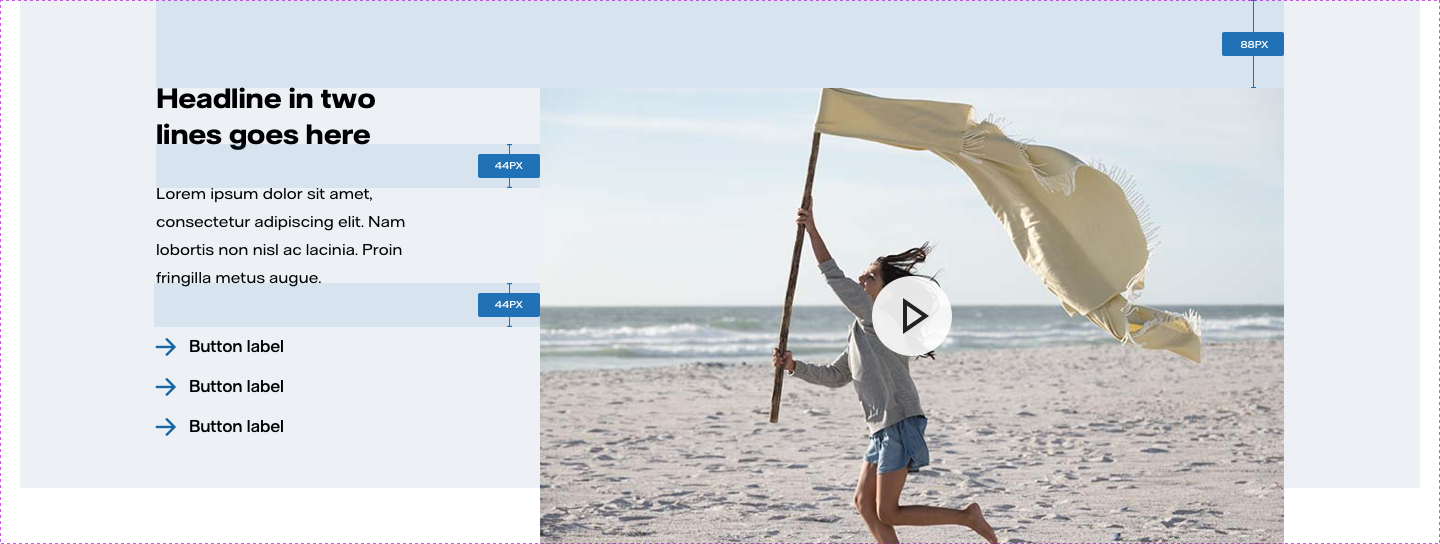 88PX
Headline in two
lines goes here
44PX
Lorem ipsum dolor sit amet,
consectetur adipiscing elit. Nam
lobortis non nisl ac lacinia. Proin
fringilla metus augue.
44PX
Button label
Button label
Button label